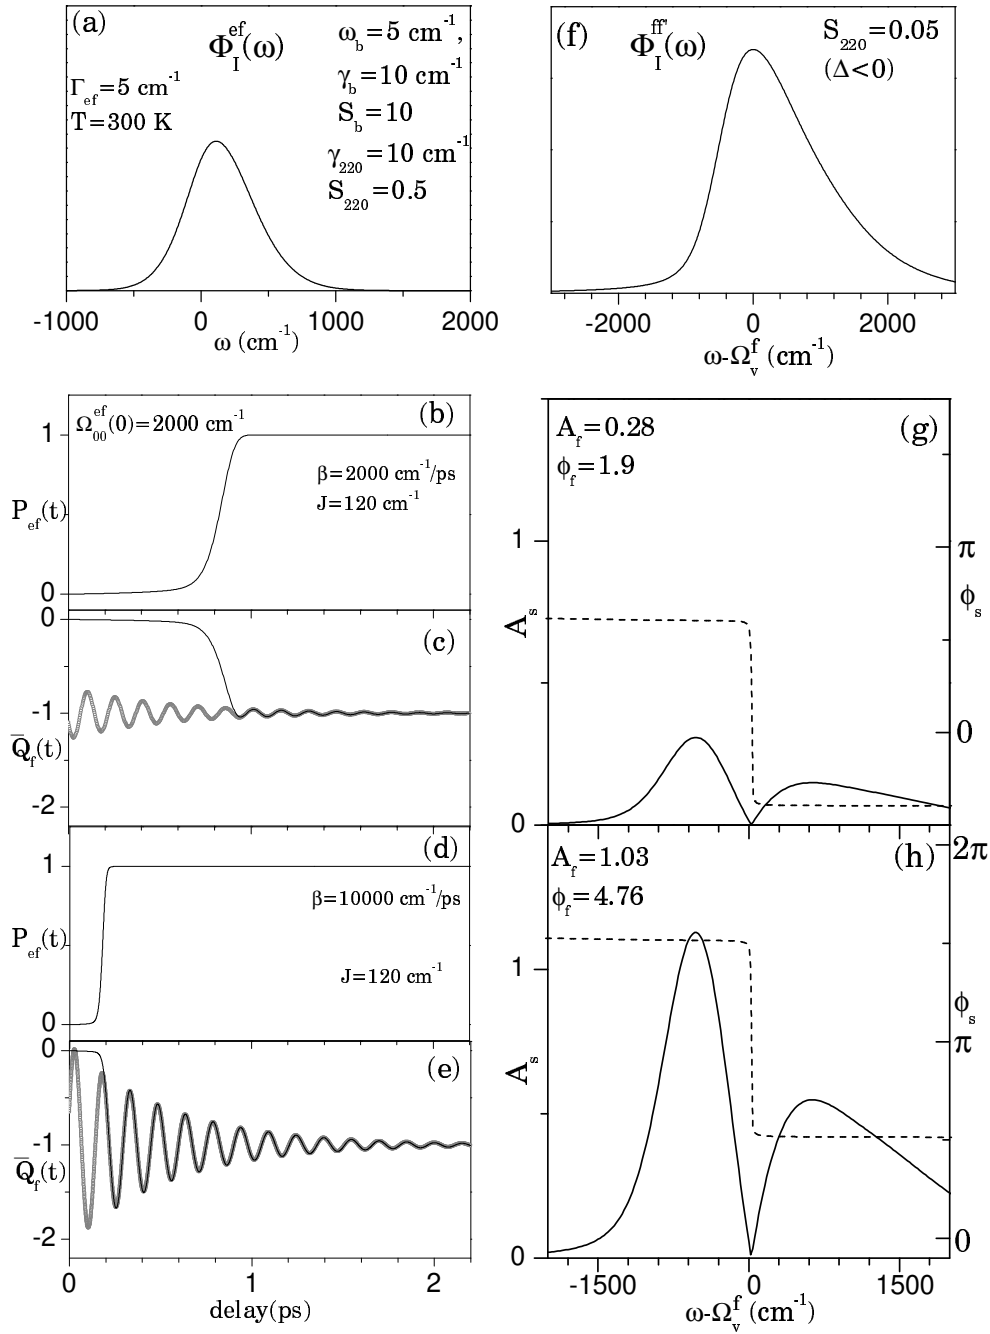 (a)
Φ_I^ef(ω)
ω_b=5 cm^-1,
γ_b=10 cm^-1
S_b=10
γ_220=10 cm^-1
S_220=0.5
Γ_ef=5 cm^-1
T=300 K
-1000 0 1000 2000
ω (cm^-1)
(f)
Φ_I^ff'(ω)
S_220=0.05
(Δ<0)
-2000 0 2000
ω-Ω_v^f (cm^-1)
(b)
Ω_00^ef(0)=2000 cm^-1
β=2000 cm^-1/ps
J=120 cm^-1
1
P_ef(t)
0
(c)
0
-1
Q̄_f(t)
-2
(d)
1
β=10000 cm^-1/ps
P_ef(t)
J=120 cm^-1
0
(e)
0
-1
Q̄_f(t)
-2
0 1 2
delay(ps)
(g)
A_f=0.28
ϕ_f=1.9
1
A_s
0
π
ϕ_s
0
(h)
A_f=1.03
ϕ_f=4.76
1
A_s
0
2π
ϕ_s
π
0
-1500 0 1500
ω-Ω_v^f (cm^-1)